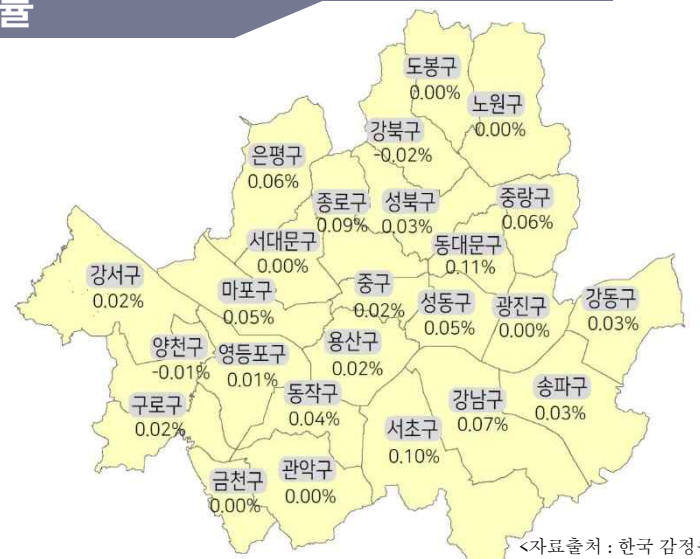 율
도봉구
0.00%
노원구
0.00%
강북구
-0.02%
은평구
0.06%
종로구
0.09%
성북구
0.03%
중랑구
0.06%
서대문구
0.00%
동대문구
0.11%
강서구
0.02%
마포구
0.05%
중구
0.02%
성동구
0.05%
광진구
0.00%
강동구
0.03%
양천구
-0.01%
영등포구
0.01%
용산구
0.02%
구로구
0.02%
동작구
0.04%
서초구
0.10%
강남구
0.07%
송파구
0.03%
금천구
0.00%
관악구
0.00%
<자료출처 : 한국 감정